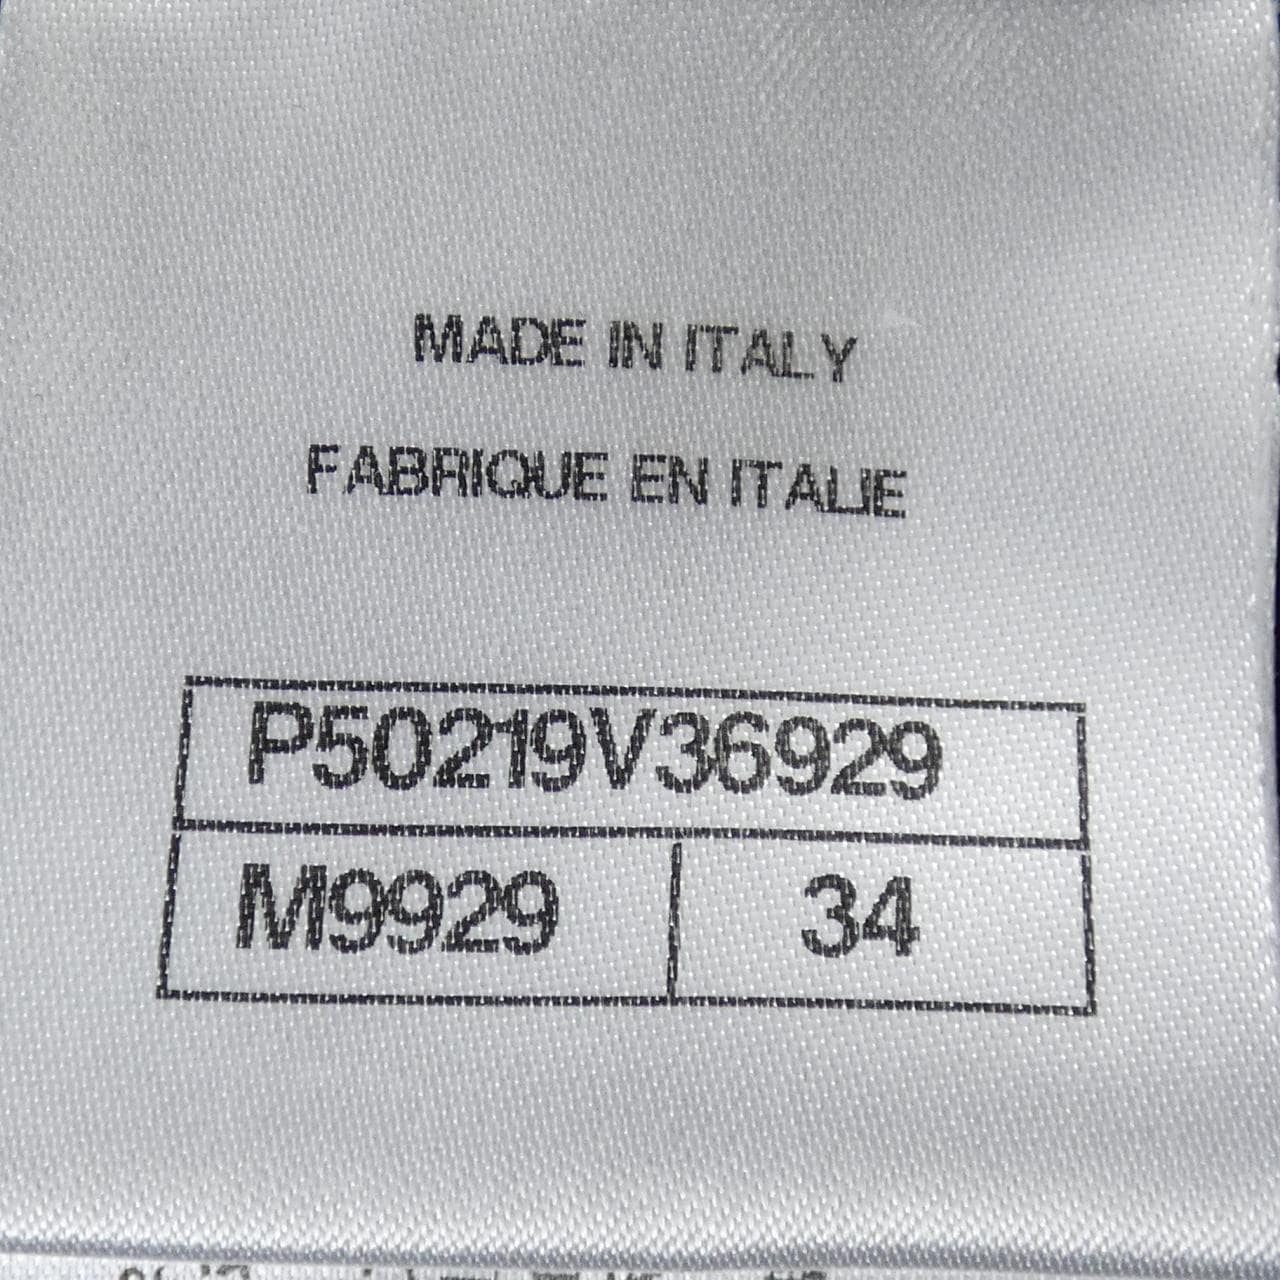 MADE IN ITALY
FABRIQUE EN ITALIE
P50219V36929
M9929 34